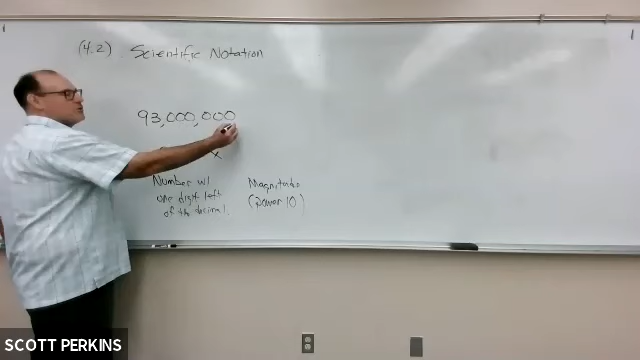 (4.2) Scientific Notation
93,000,000
x
Number w/ 
one digit left
of the decimal.
Magnitude
(power 10)
SCOTT PERKINS